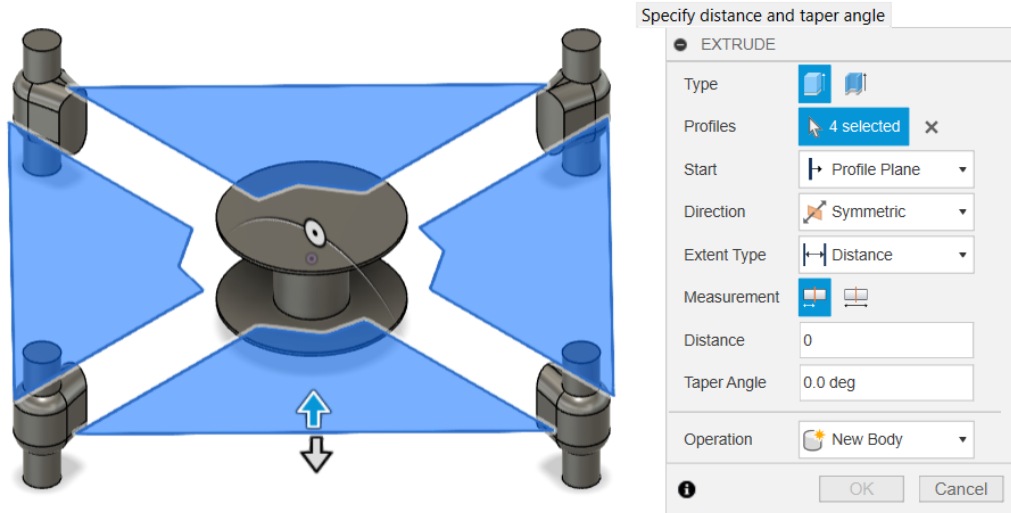 Specify distance and taper angle
EXTRUDE
Type
Profiles 4 selected
Start Profile Plane
Direction Symmetric
Extent Type Distance
Measurement
Distance 0
Taper Angle 0.0 deg
Operation New Body
OK Cancel